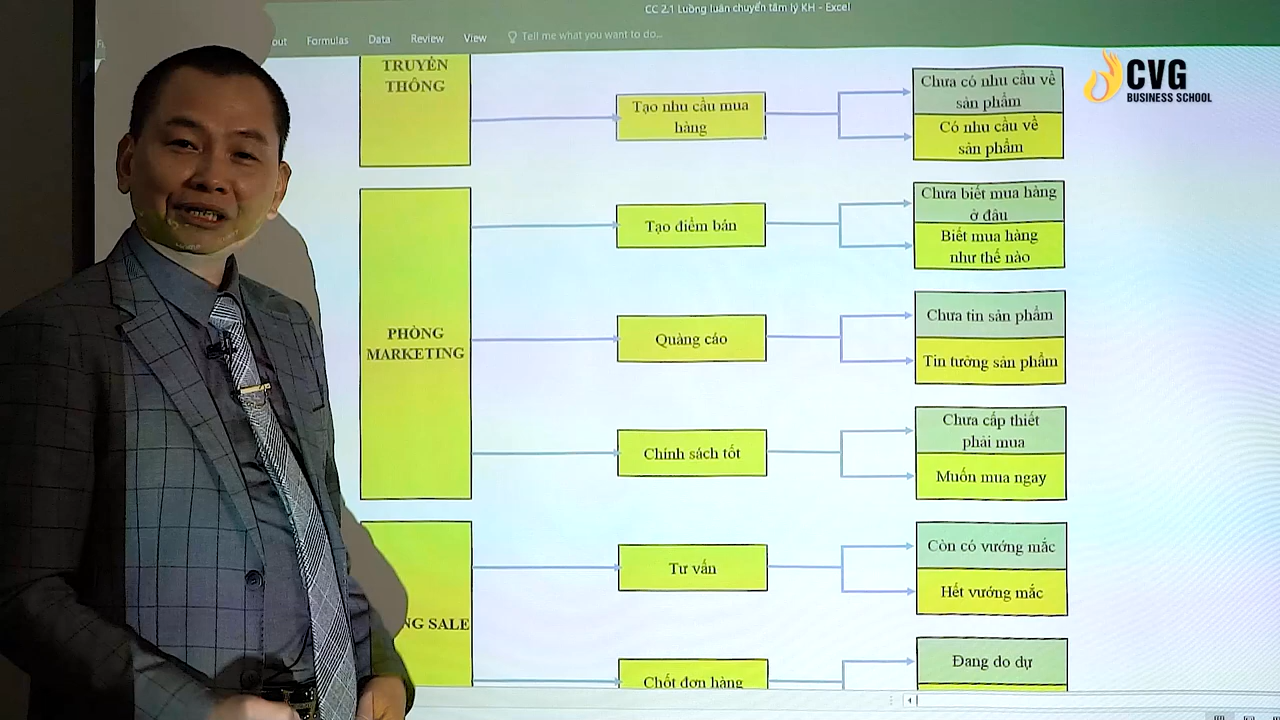 CC 2.1 Luồng luân chuyển tâm lý KH - Excel
out Formulas Data Review View Tell me what you want to do...
CVG
BUSINESS SCHOOL
TRUYỀN
THÔNG
Tạo nhu cầu mua
hàng
Chưa có nhu cầu về
sản phẩm
Có nhu cầu về
sản phẩm
PHÒNG
MARKETING
Tạo điểm bán
Chưa biết mua hàng
ở đâu
Biết mua hàng
như thế nào
Quảng cáo
Chưa tin sản phẩm
Tin tưởng sản phẩm
Chính sách tốt
Chưa cấp thiết
phải mua
Muốn mua ngay
NG SALE
Tư vấn
Còn có vướng mắc
Hết vướng mắc
Chốt đơn hàng
Đang do dự